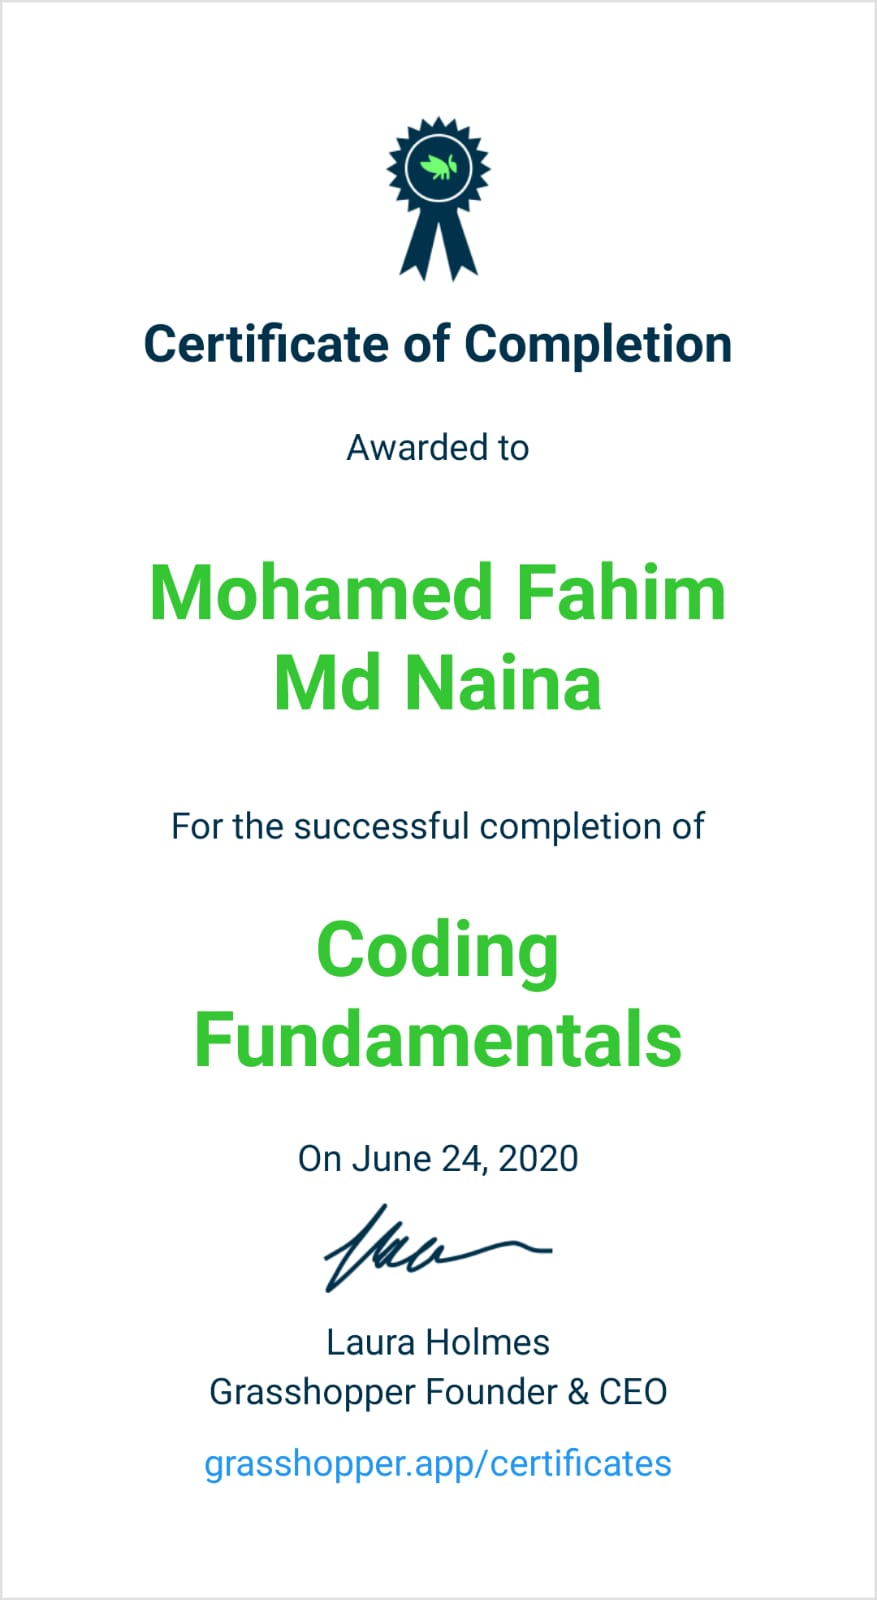 Certificate of Completion
Awarded to
Mohamed Fahim
Md Naina
For the successful completion of
Coding
Fundamentals
On June 24, 2020
Laura Holmes
Grasshopper Founder & CEO
grasshopper.app/certificates